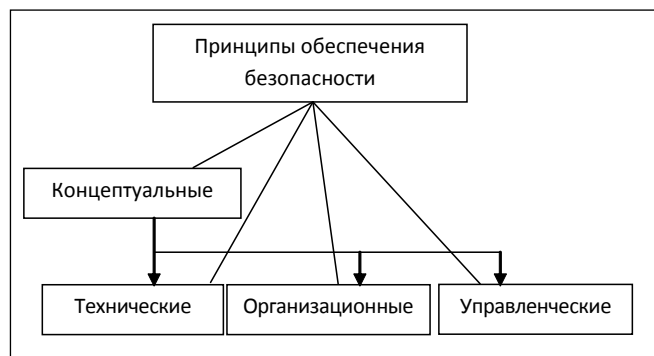 Принципы обеспечения
безопасности
Концептуальные
Технические
Организационные
Управленческие